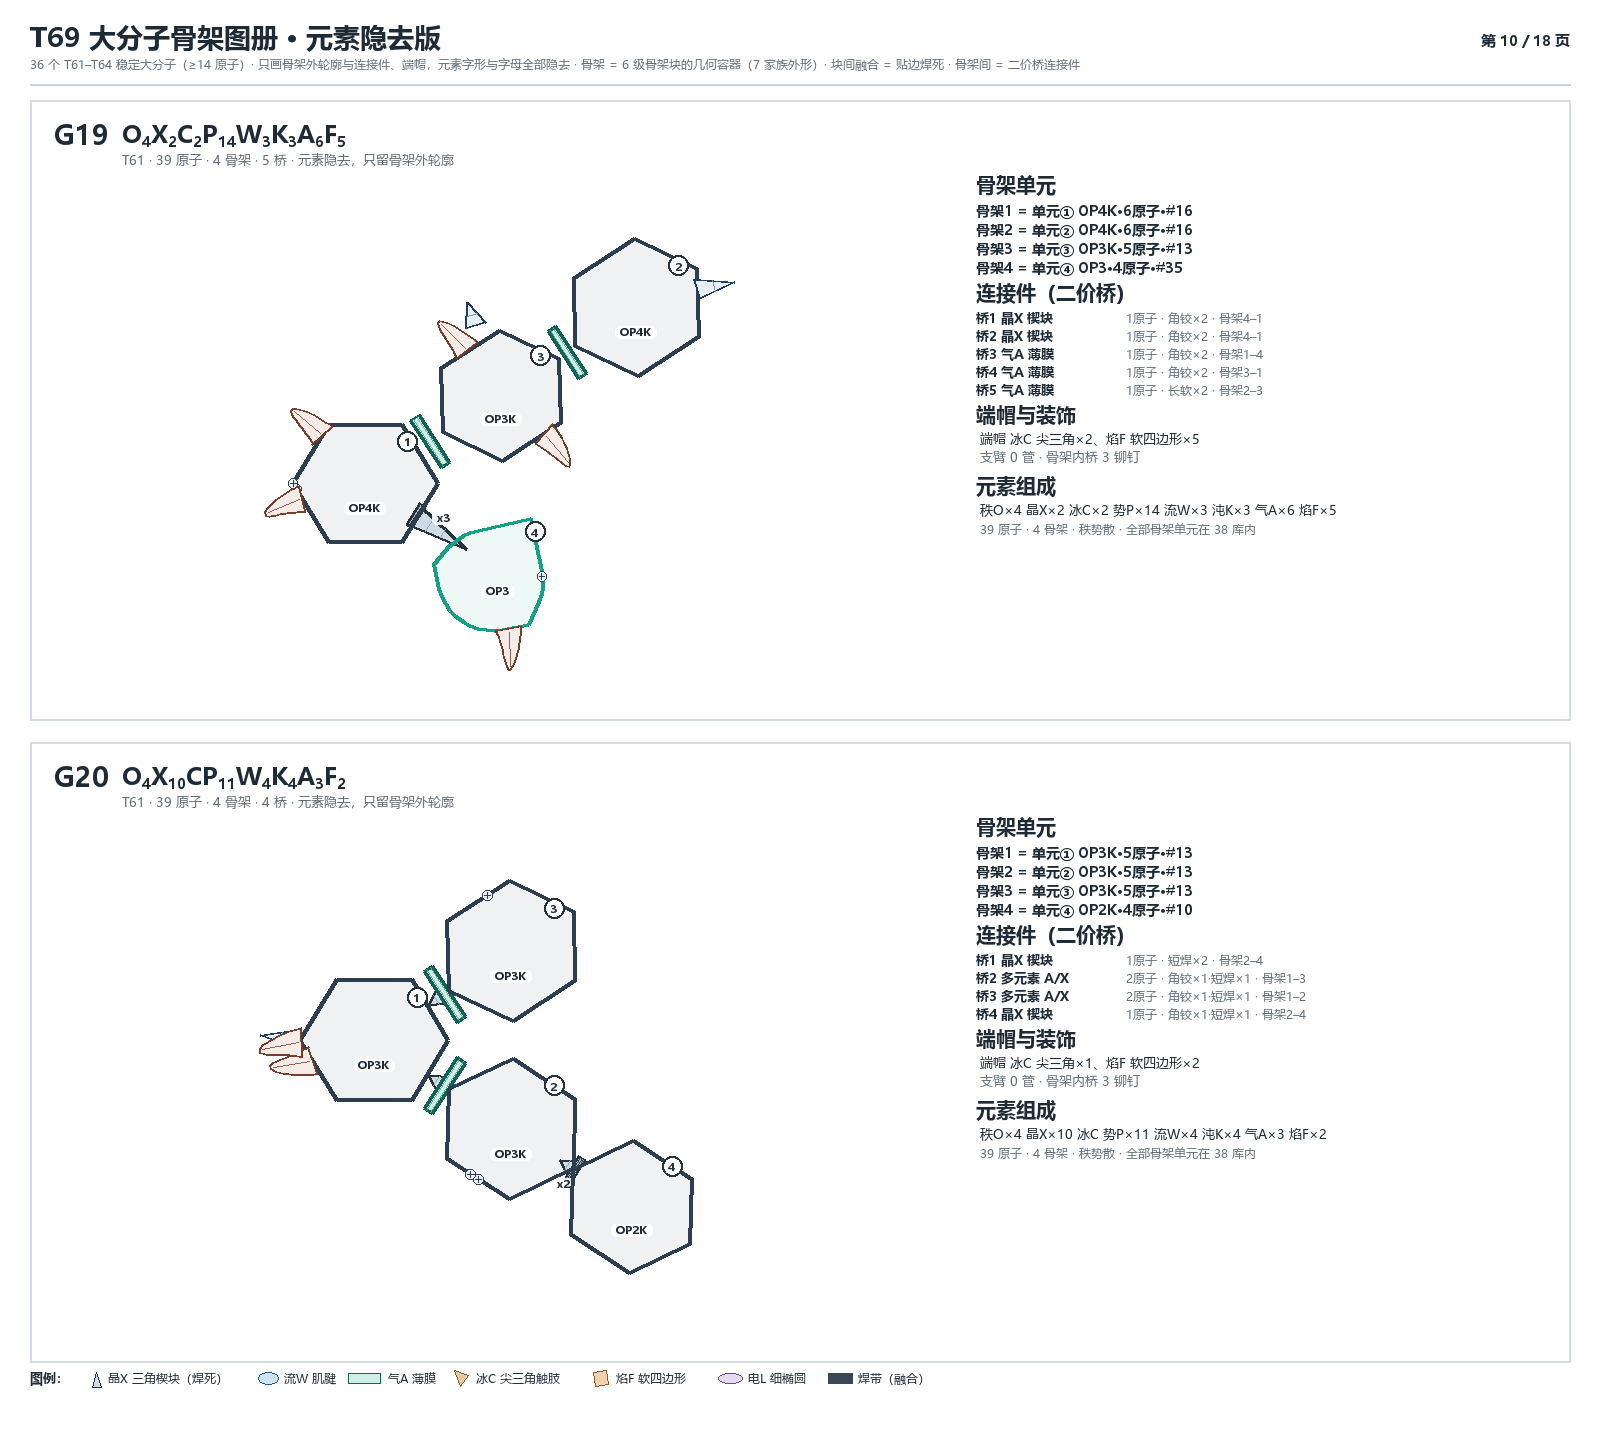 T69 大分子骨架图册 • 元素隐去版
第 10 / 18 页
36 个 T61–T64 稳定大分子（≥14 原子）· 只画骨架外轮廓与连接件、端帽，元素字形与字母全部隐去 · 骨架 = 6 级骨架块的几何容器（7 家族外形）· 块间融合 = 贴边焊死 · 骨架间 = 二价桥连接件
G19 O₄X₂C₂P₁₄W₃K₃A₆F₅
T61 · 39 原子 · 4 骨架 · 5 桥 · 元素隐去，只留骨架外轮廓
骨架单元
骨架1 = 单元① OP4K•6原子•#16
骨架2 = 单元② OP4K•6原子•#16
骨架3 = 单元③ OP3K•5原子•#13
骨架4 = 单元④ OP3•4原子•#35
连接件（二价桥）
桥1 晶X 楔块 1原子 · 角铰×2 · 骨架4–1
桥2 晶X 楔块 1原子 · 角铰×2 · 骨架4–1
桥3 气A 薄膜 1原子 · 角铰×2 · 骨架1–4
桥4 气A 薄膜 1原子 · 角铰×2 · 骨架3–1
桥5 气A 薄膜 1原子 · 长软×2 · 骨架2–3
端帽与装饰
端帽 冰C 尖三角×2、焰F 软四边形×5
支臂 0 管 · 骨架内桥 3 铆钉
元素组成
秩O×4 晶X×2 冰C×2 势P×14 流W×3 沌K×3 气A×6 焰F×5
39 原子 · 4 骨架 · 秩势散 · 全部骨架单元在 38 库内
2
OP4K
3
OP3K
1
OP4K
x3
4
OP3
G20 O₄X₁₀CP₁₁W₄K₄A₃F₂
T61 · 39 原子 · 4 骨架 · 4 桥 · 元素隐去，只留骨架外轮廓
骨架单元
骨架1 = 单元① OP3K•5原子•#13
骨架2 = 单元② OP3K•5原子•#13
骨架3 = 单元③ OP3K•5原子•#13
骨架4 = 单元④ OP2K•4原子•#10
连接件（二价桥）
桥1 晶X 楔块 1原子 · 短焊×2 · 骨架2–4
桥2 多元素 A/X 2原子 · 角铰×1·短焊×1 · 骨架1–3
桥3 多元素 A/X 2原子 · 角铰×1·短焊×1 · 骨架1–2
桥4 晶X 楔块 1原子 · 角铰×1·短焊×1 · 骨架2–4
端帽与装饰
端帽 冰C 尖三角×1、焰F 软四边形×2
支臂 0 管 · 骨架内桥 3 铆钉
元素组成
秩O×4 晶X×10 冰C 势P×11 流W×4 沌K×4 气A×3 焰F×2
39 原子 · 4 骨架 · 秩势散 · 全部骨架单元在 38 库内
3
OP3K
1
OP3K
2
OP3K
x2
4
OP2K
图例： 晶X 三角楔块（焊死） 流W 肌腱 气A 薄膜 冰C 尖三角触肢 焰F 软四边形 电L 细椭圆 焊带（融合）